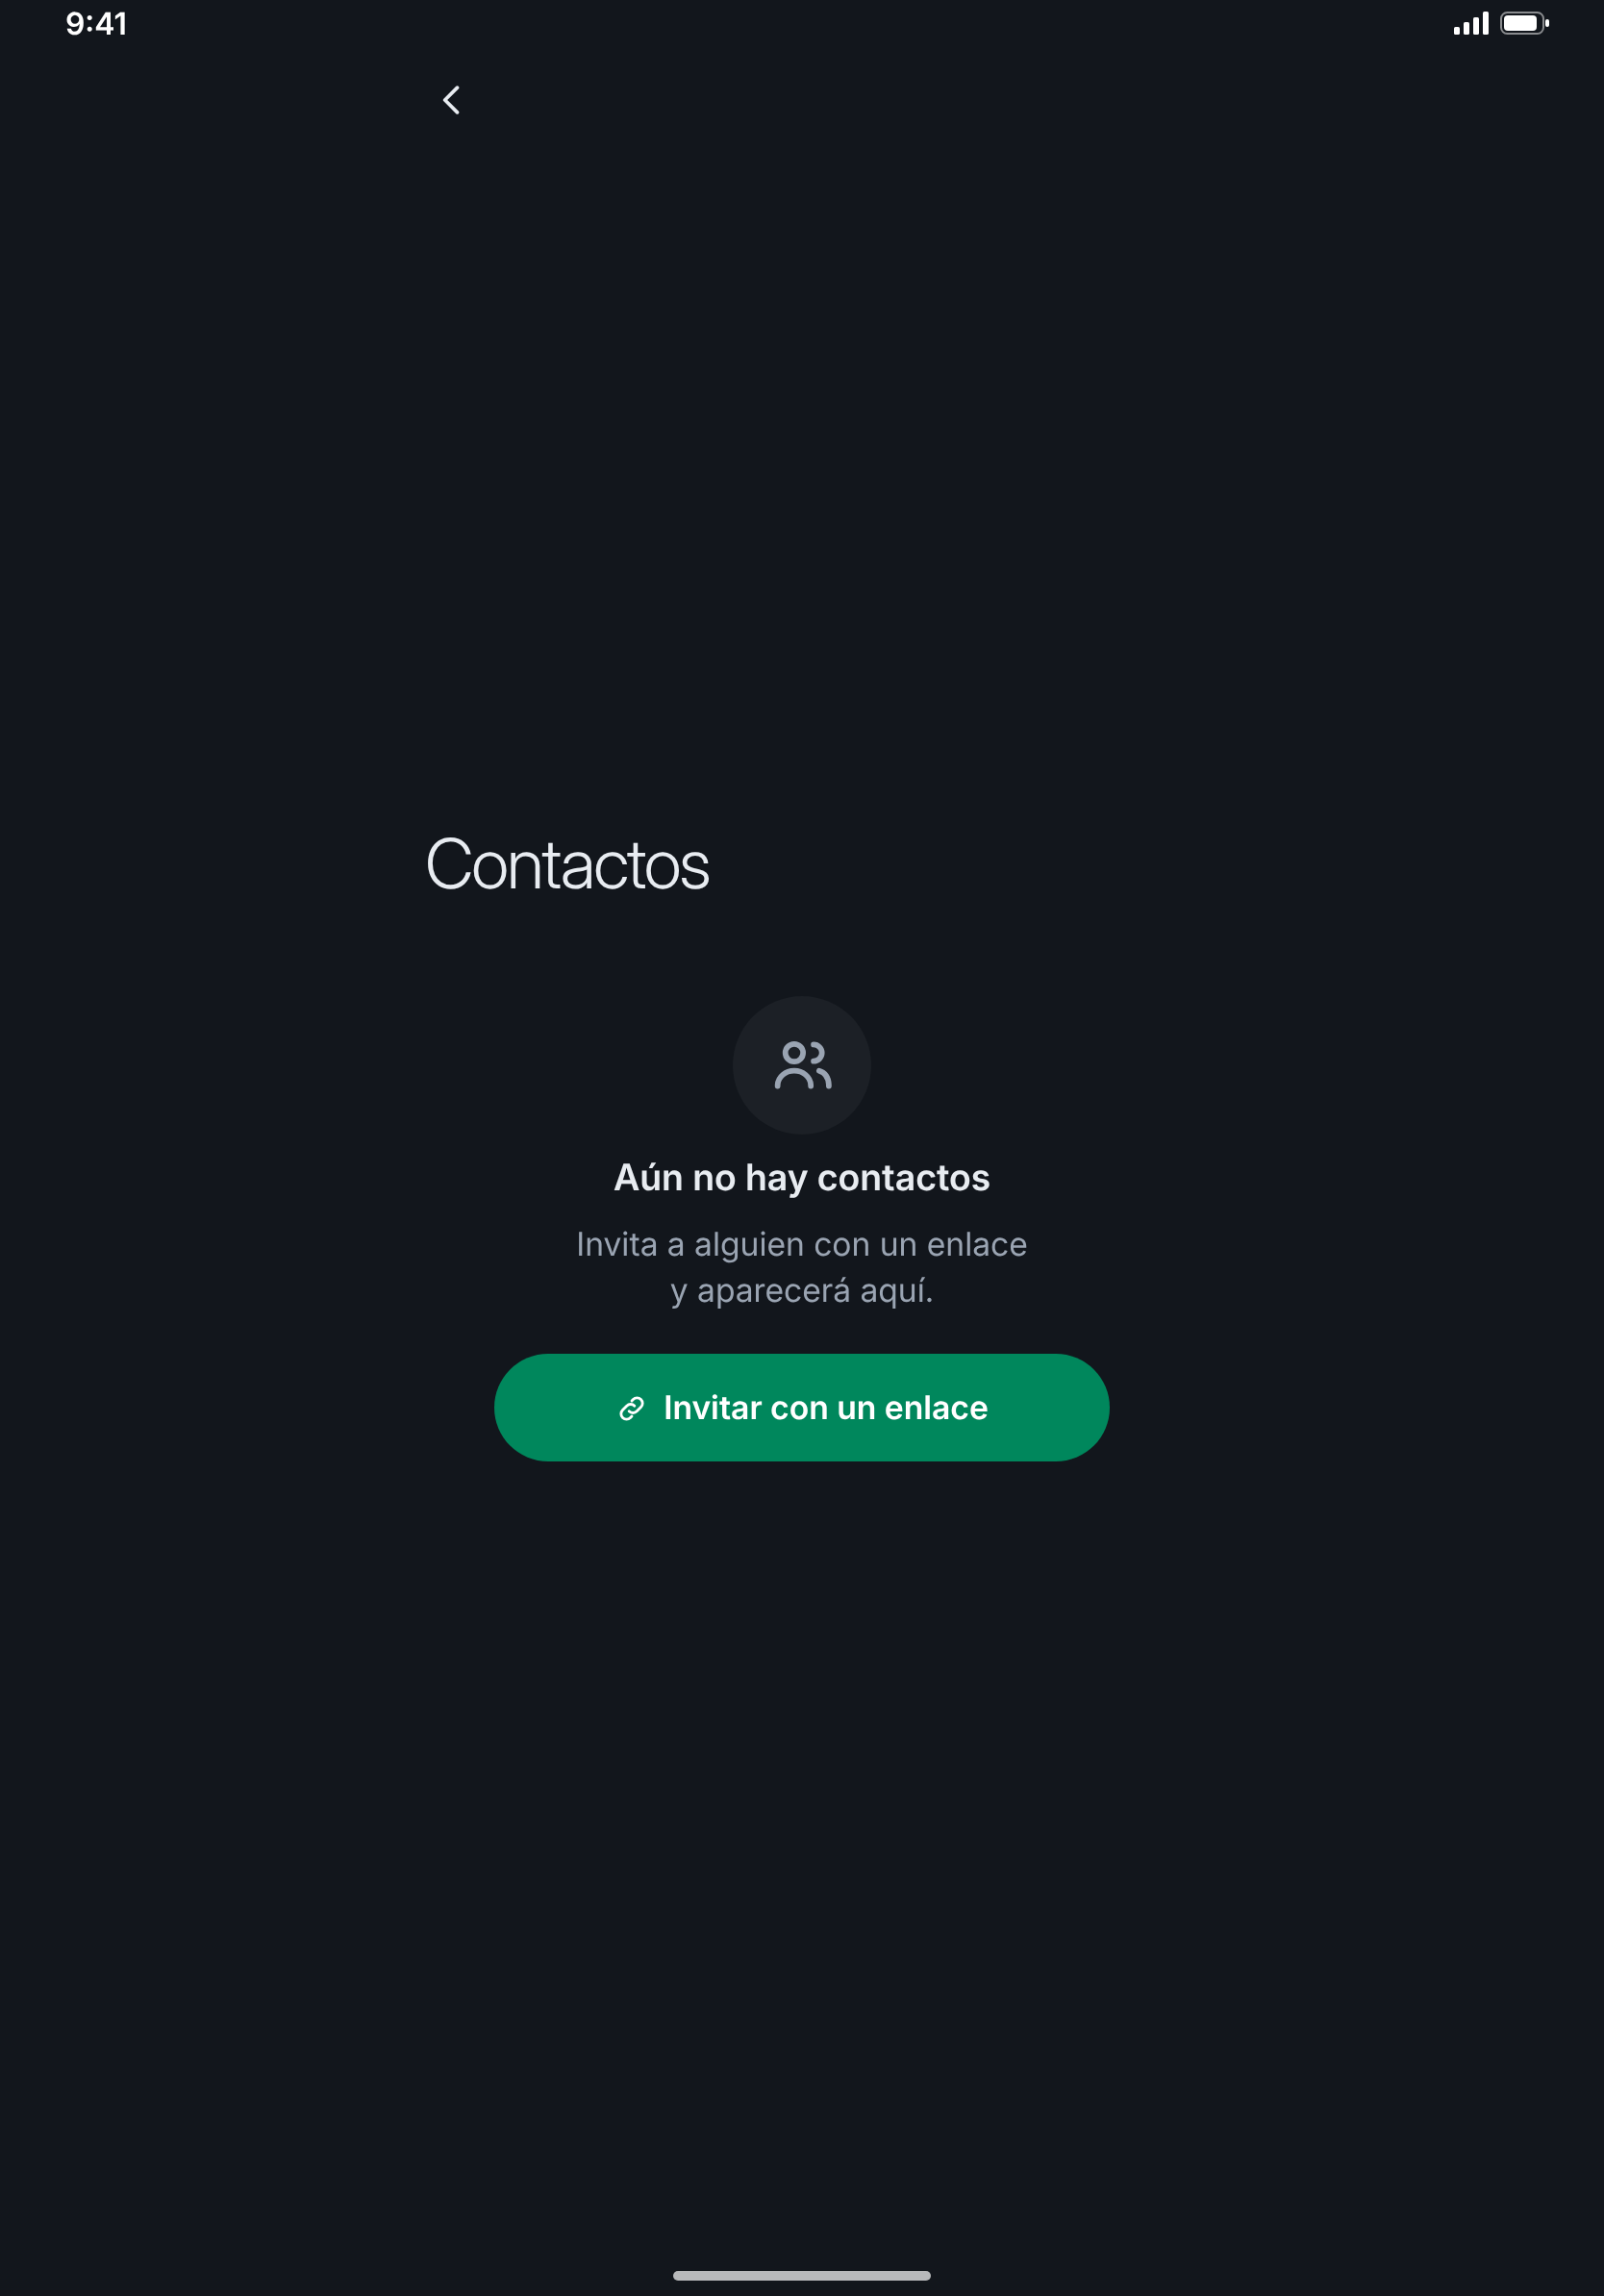 9:41
Contactos
Aún no hay contactos
Invita a alguien con un enlace
y aparecerá aquí.
Invitar con un enlace